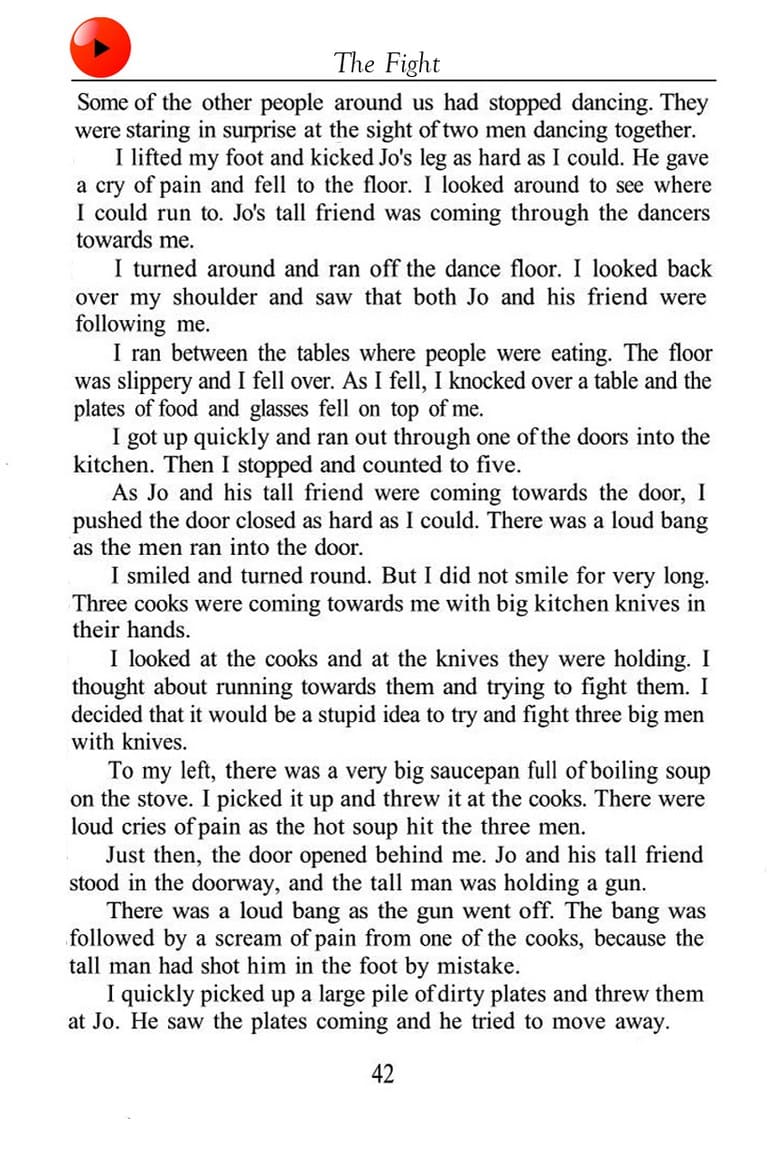 The Fight
Some of the other people around us had stopped dancing. They
were staring in surprise at the sight of two men dancing together.
I lifted my foot and kicked Jo's leg as hard as I could. He gave
a cry of pain and fell to the floor. I looked around to see where
I could run to. Jo's tall friend was coming through the dancers
towards me.
I turned around and ran off the dance floor. I looked back
over my shoulder and saw that both Jo and his friend were
following me.
I ran between the tables where people were eating. The floor
was slippery and I fell over. As I fell, I knocked over a table and the
plates of food and glasses fell on top of me.
I got up quickly and ran out through one of the doors into the
kitchen. Then I stopped and counted to five.
As Jo and his tall friend were coming towards the door, I
pushed the door closed as hard as I could. There was a loud bang
as the men ran into the door.
I smiled and turned round. But I did not smile for very long.
Three cooks were coming towards me with big kitchen knives in
their hands.
I looked at the cooks and at the knives they were holding. I
thought about running towards them and trying to fight them. I
decided that it would be a stupid idea to try and fight three big men
with knives.
To my left, there was a very big saucepan full of boiling soup
on the stove. I picked it up and threw it at the cooks. There were
loud cries of pain as the hot soup hit the three men.
Just then, the door opened behind me. Jo and his tall friend
stood in the doorway, and the tall man was holding a gun.
There was a loud bang as the gun went off. The bang was
followed by a scream of pain from one of the cooks, because the
tall man had shot him in the foot by mistake.
I quickly picked up a large pile of dirty plates and threw them
at Jo. He saw the plates coming and he tried to move away.
42